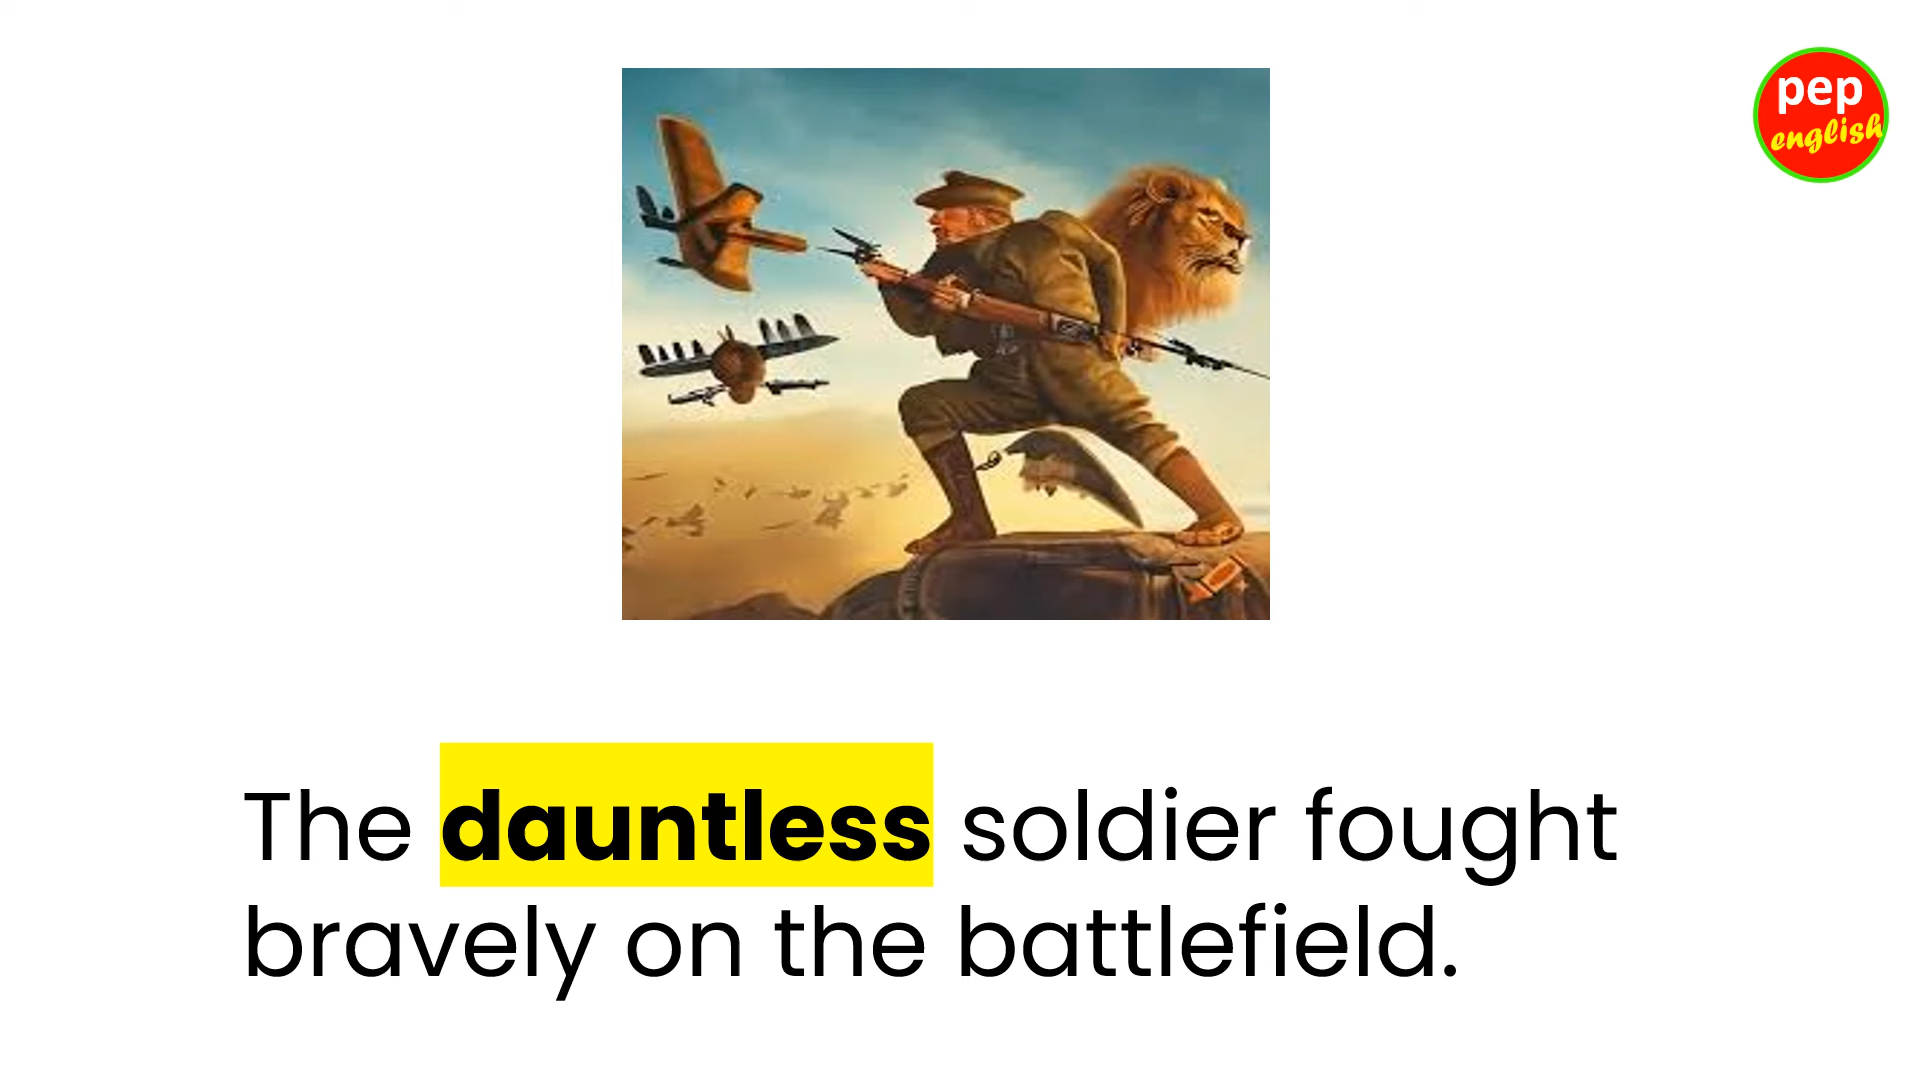 pep
english
The dauntless soldier fought
bravely on the battlefield.